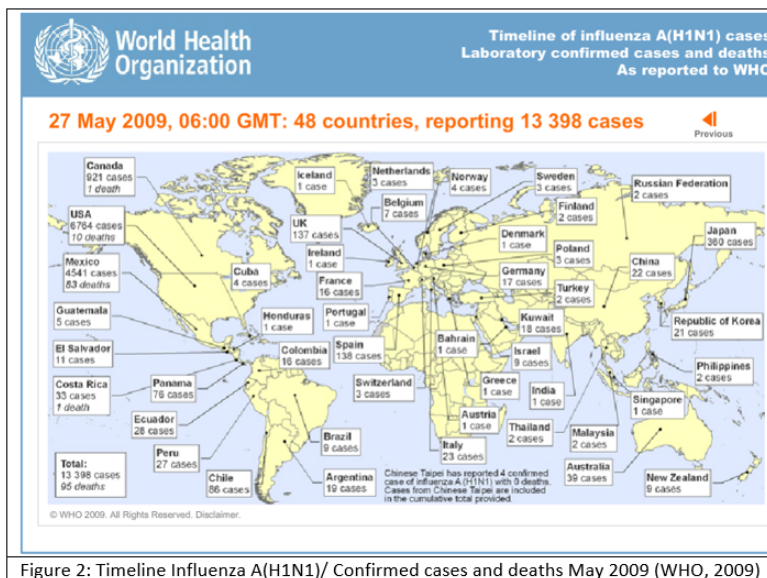 World Health
Organization
Timeline of influenza A(H1N1) cases
Laboratory confirmed cases and deaths
As reported to WHO
27 May 2009, 06:00 GMT: 48 countries, reporting 13 398 cases
Previous
Canada
921 cases
1 death
Iceland
1 case
Netherlands
3 cases
Norway
4 cases
Sweden
3 cases
Russian Federation
2 cases
USA
6764 cases
10 deaths
UK
137 cases
Belgium
7 cases
Finland
2 cases
Denmark
1 case
Japan
360 cases
Mexico
4541 cases
83 deaths
Cuba
4 cases
Ireland
1 case
France
16 cases
Poland
3 cases
Germany
17 cases
China
22 cases
Turkey
2 cases
Guatemala
5 cases
Honduras
1 case
Portugal
1 case
Kuwait
18 cases
Republic of Korea
21 cases
El Salvador
11 cases
Colombia
16 cases
Spain
138 cases
Bahrain
1 case
Israel
9 cases
Philippines
2 cases
Costa Rica
33 cases
1 death
Panama
76 cases
Switzerland
3 cases
Greece
1 case
India
1 case
Singapore
1 case
Ecuador
28 cases
Brazil
9 cases
Austria
1 case
Thailand
2 cases
Malaysia
2 cases
Peru
27 cases
Italy
23 cases
Total:
13 398 cases
95 deaths
Chile
86 cases
Argentina
19 cases
Chinese Taipei has reported 4 confirmed
case of influenza A (H1N1) with 0 deaths.
Cases from Chinese Taipei are included
in the cumulative total provided.
Australia
39 cases
New Zealand
9 cases
© WHO 2009. All Rights Reserved. Disclaimer.
Figure 2: Timeline Influenza A(H1N1)/ Confirmed cases and deaths May 2009 (WHO, 2009)